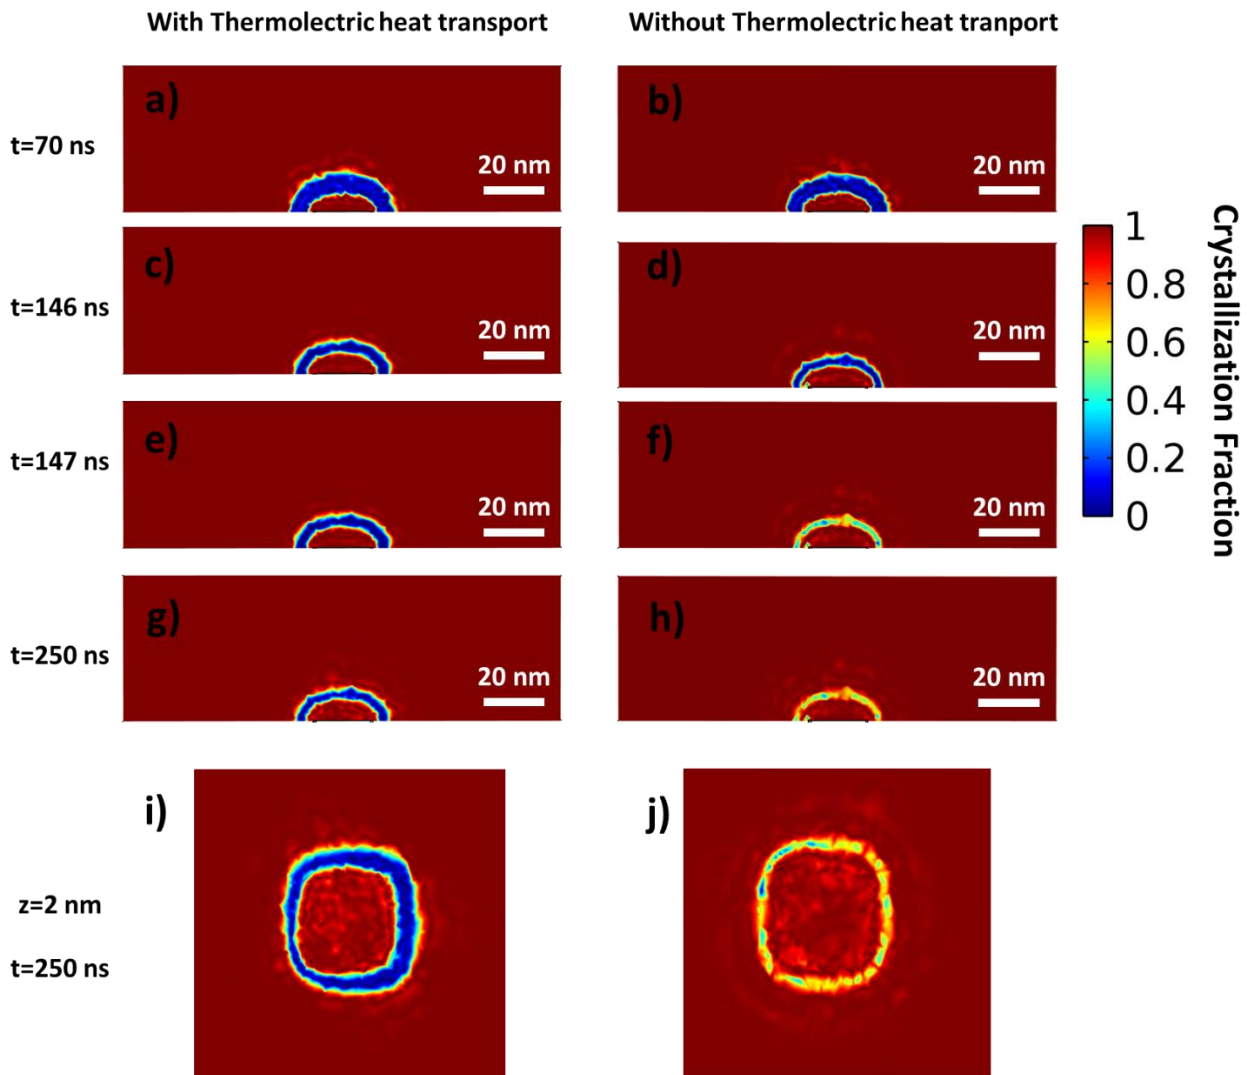 With Thermolectric heat transport
Without Thermolectric heat tranport
a)
b)
t=70 ns
20 nm
20 nm
c)
d)
t=146 ns
20 nm
20 nm
e)
f)
t=147 ns
20 nm
20 nm
g)
h)
t=250 ns
20 nm
20 nm
1
0.8
0.6
0.4
0.2
0
Crystallization Fraction
i)
j)
z=2 nm
t=250 ns